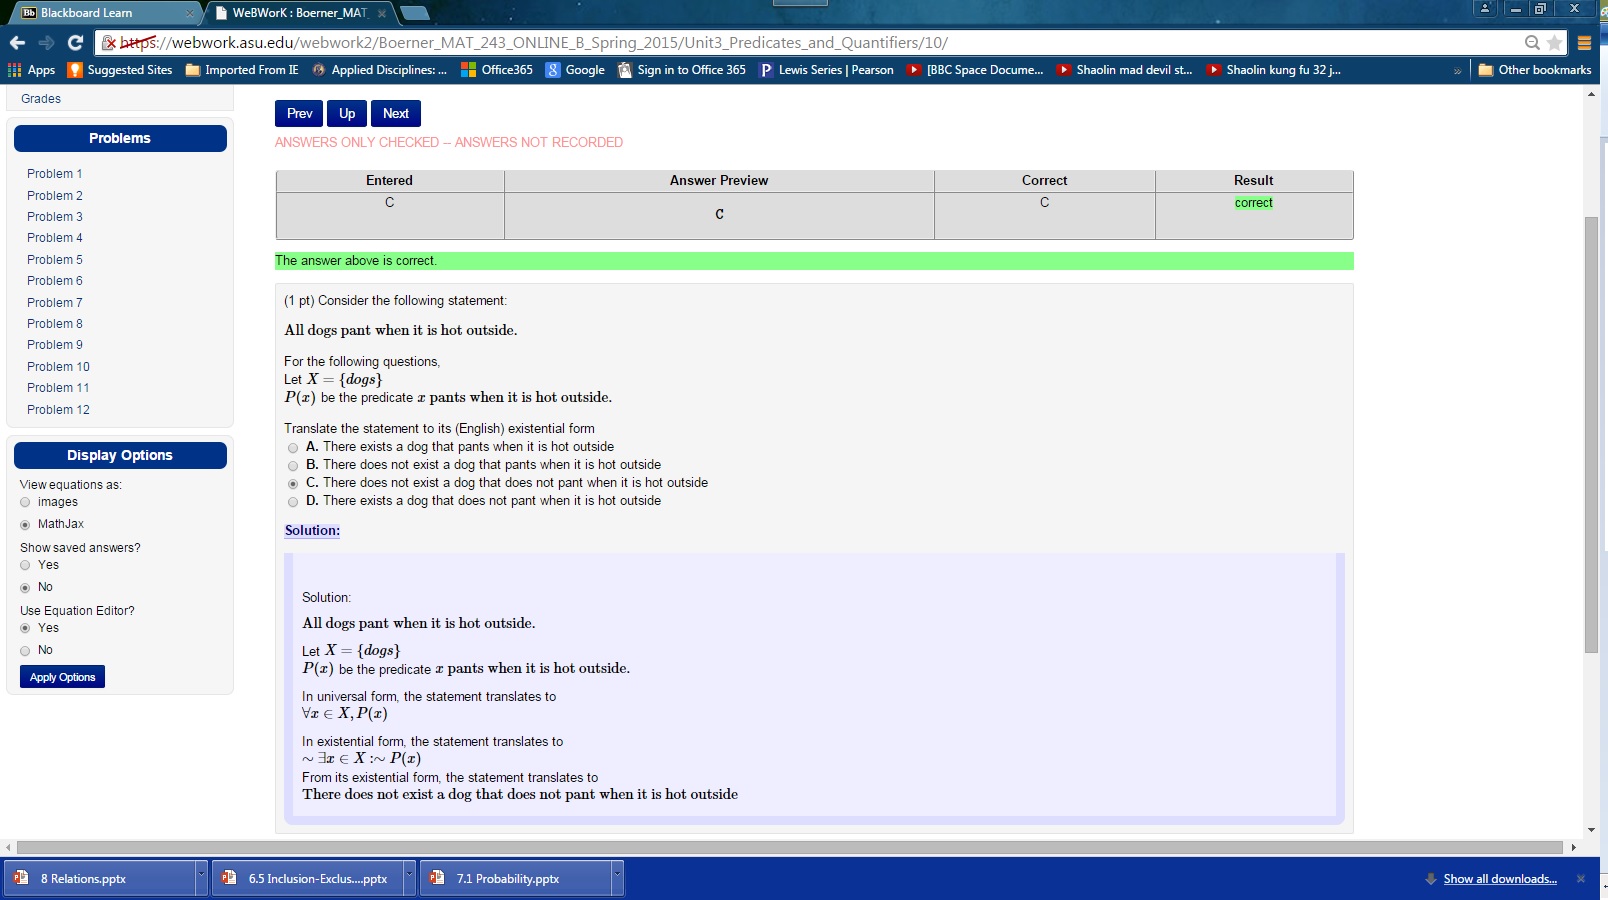 Blackboard Learn
WeBWorK : Boerner_MAT_
https://webwork.asu.edu/webwork2/Boerner_MAT_243_ONLINE_B_Spring_2015/Unit3_Predicates_and_Quantifiers/10/
Apps Suggested Sites Imported From IE Applied Disciplines: ... Office365 Google Sign in to Office 365 Lewis Series | Pearson [BBC Space Docume... Shaolin mad devil st... Shaolin kung fu 32 j... » Other bookmarks
Grades
Problems
Problem 1
Problem 2
Problem 3
Problem 4
Problem 5
Problem 6
Problem 7
Problem 8
Problem 9
Problem 10
Problem 11
Problem 12
Display Options
View equations as:
images
MathJax
Show saved answers?
Yes
No
Use Equation Editor?
Yes
No
Apply Options
Prev Up Next
ANSWERS ONLY CHECKED -- ANSWERS NOT RECORDED
Entered Answer Preview Correct Result
C C C correct
The answer above is correct.
(1 pt) Consider the following statement:
All dogs pant when it is hot outside.
For the following questions,
Let X = {dogs}
P(x) be the predicate x pants when it is hot outside.
Translate the statement to its (English) existential form
A. There exists a dog that pants when it is hot outside
B. There does not exist a dog that pants when it is hot outside
C. There does not exist a dog that does not pant when it is hot outside
D. There exists a dog that does not pant when it is hot outside
Solution:
Solution:
All dogs pant when it is hot outside.
Let X = {dogs}
P(x) be the predicate x pants when it is hot outside.
In universal form, the statement translates to
∀x ∈ X, P(x)
In existential form, the statement translates to
∼ ∃x ∈ X :∼ P(x)
From its existential form, the statement translates to
There does not exist a dog that does not pant when it is hot outside
8 Relations.pptx 6.5 Inclusion-Exclus....pptx 7.1 Probability.pptx Show all downloads...